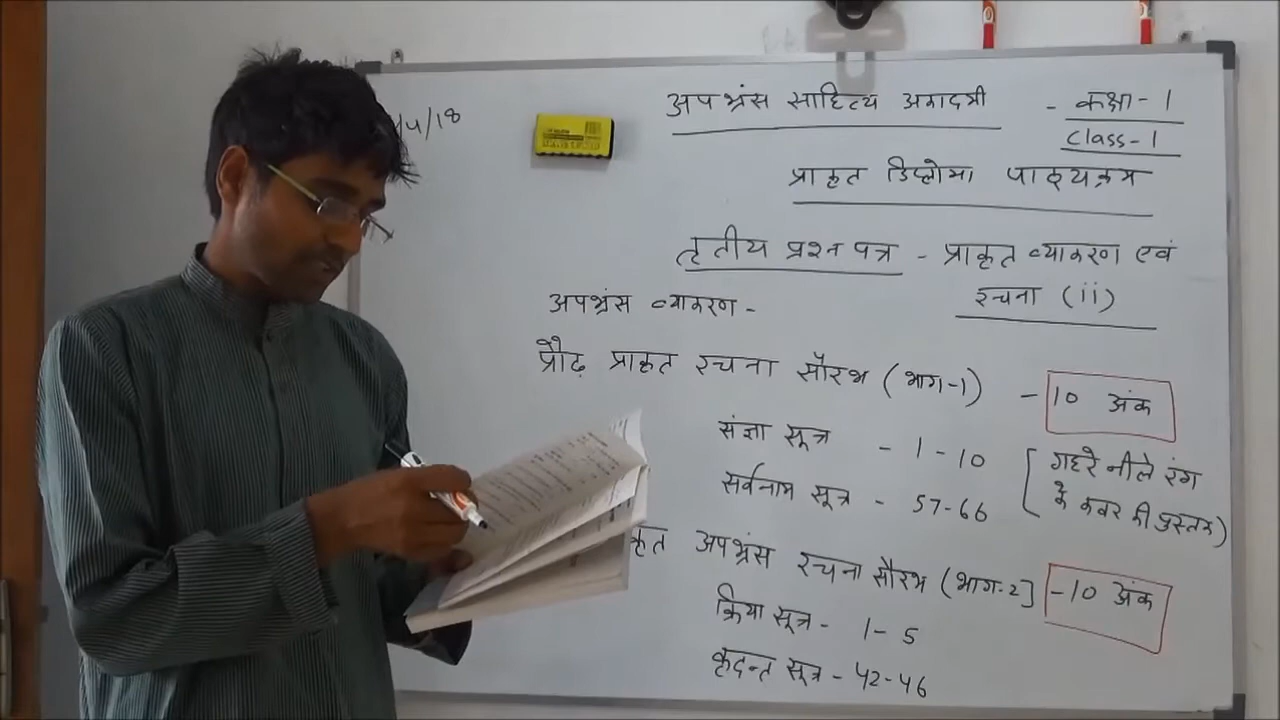 /4/18
अपभ्रंस साहित्य अकादमी - कक्षा-1
Class-1
प्राकृत डिप्लोमा पाठ्यक्रम
तृतीय प्रश्न पत्र - प्राकृत व्याकरण एवं
रचना (ii)
अपभ्रंस व्याकरण -
प्रौढ़ प्राकृत रचना सौरभ (भाग-1) - 10 अंक
संज्ञा सूत्र - 1-10
[गहरे नीले रंग
सर्वनाम सूत्र - 57-66
के कवर की पुस्तक)
कृत अपभ्रंस रचना सौरभ (भाग-2] -10 अंक
क्रिया सूत्र - 1-5
कृदन्त सूत्र - 42-46